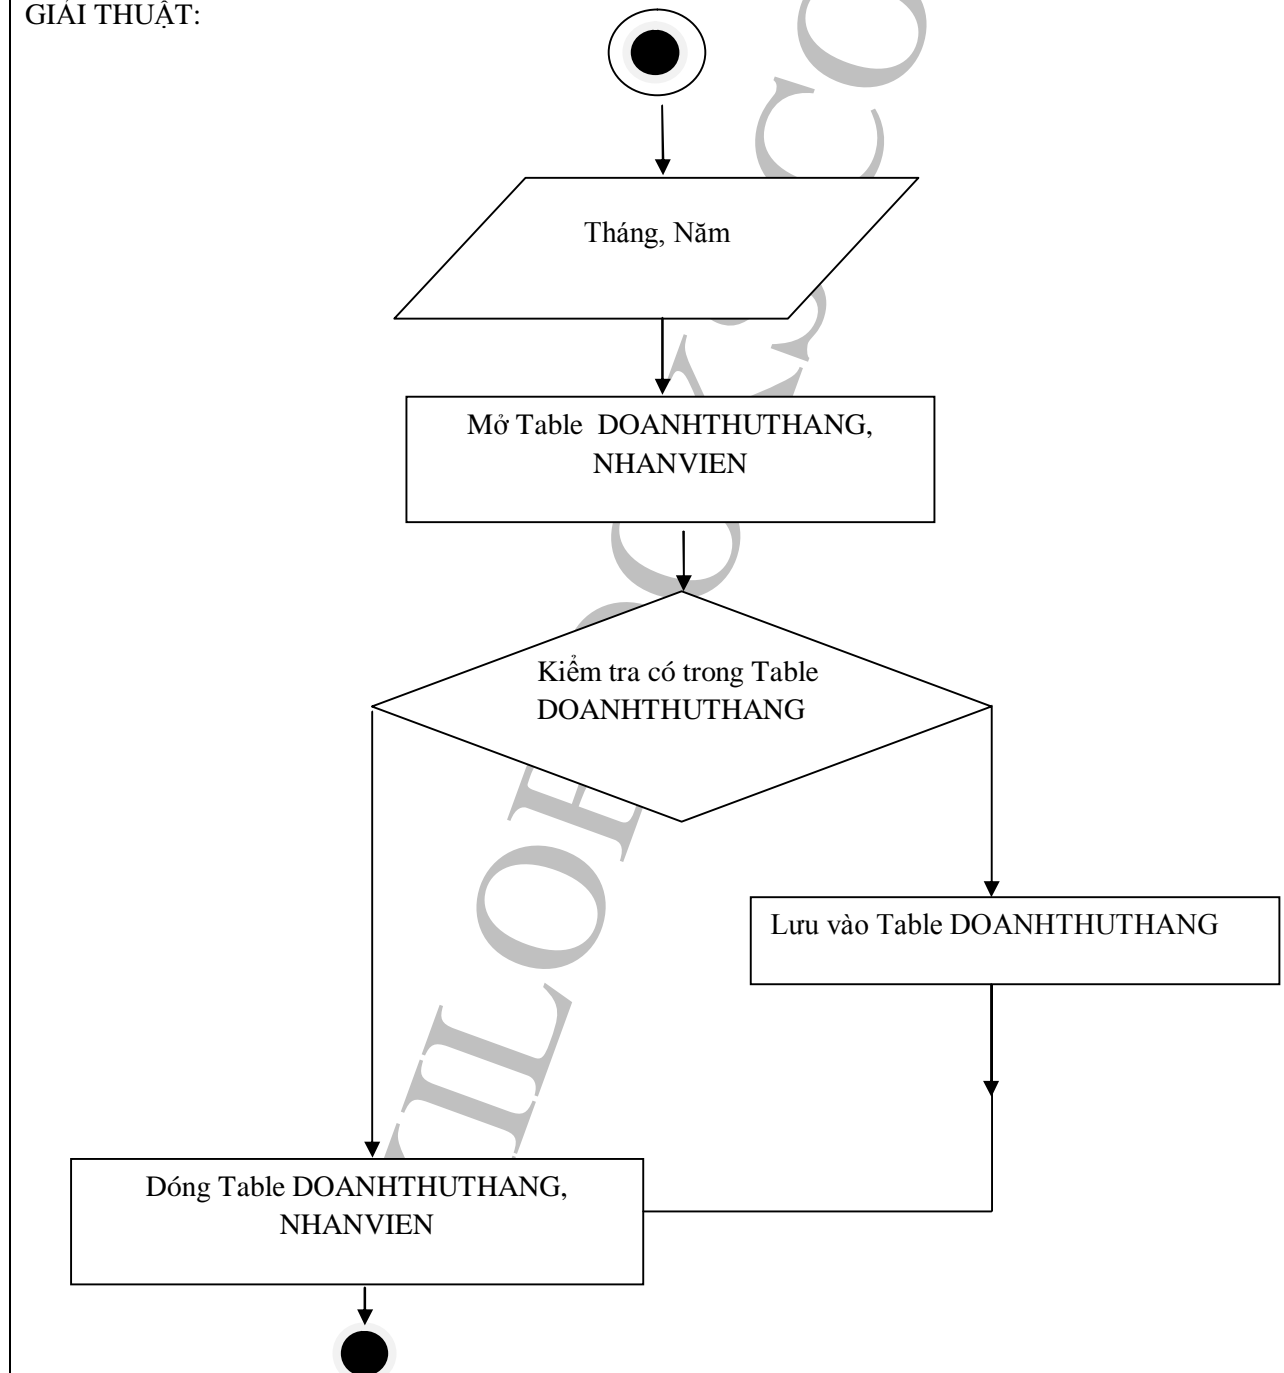 GIẢI THUẬT:
Tháng, Năm
Mở Table DOANHTHUTHANG,
NHANVIEN
Kiểm tra có trong Table
DOANHTHUTHANG
Lưu vào Table DOANHTHUTHANG
Dóng Table DOANHTHUTHANG,
NHANVIEN